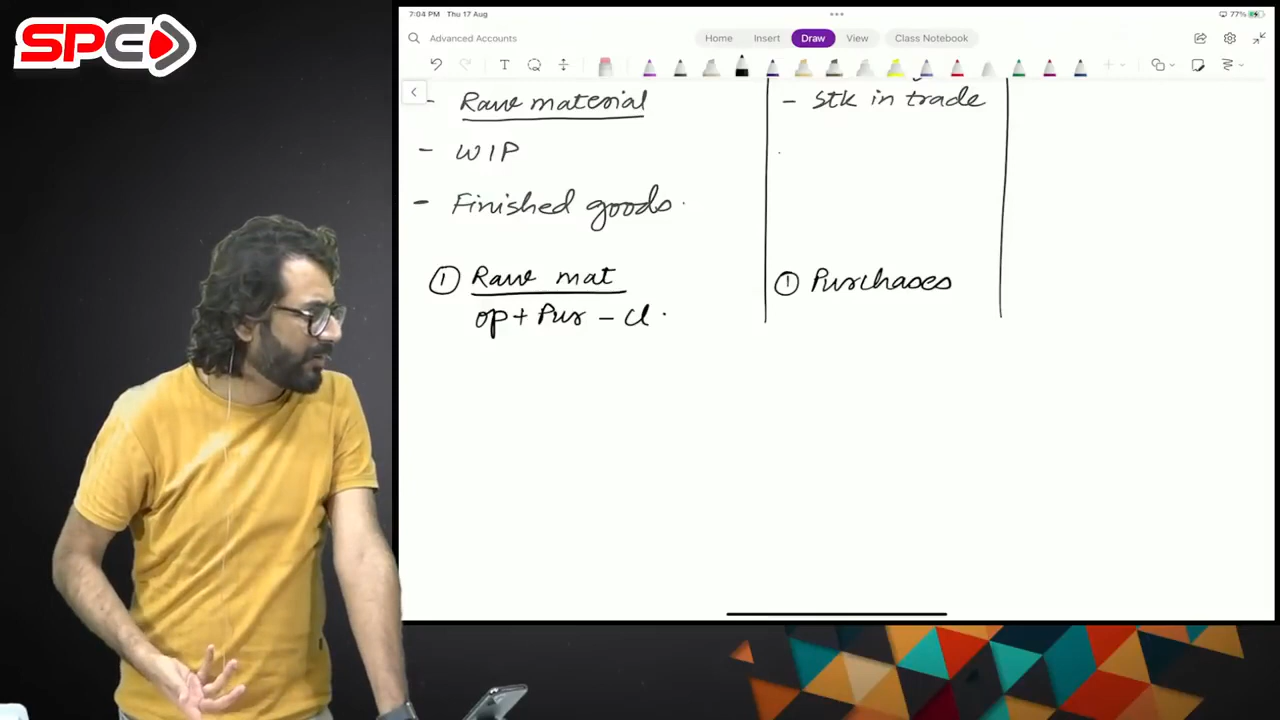 SPE
7:04 PM Thu 17 Aug
77%
Advanced Accounts
Home Insert Draw View Class Notebook
- Raw material
- WIP
- Finished goods.
① Raw mat
op + Pur - Cl.
- Stk in trade
① Purchases